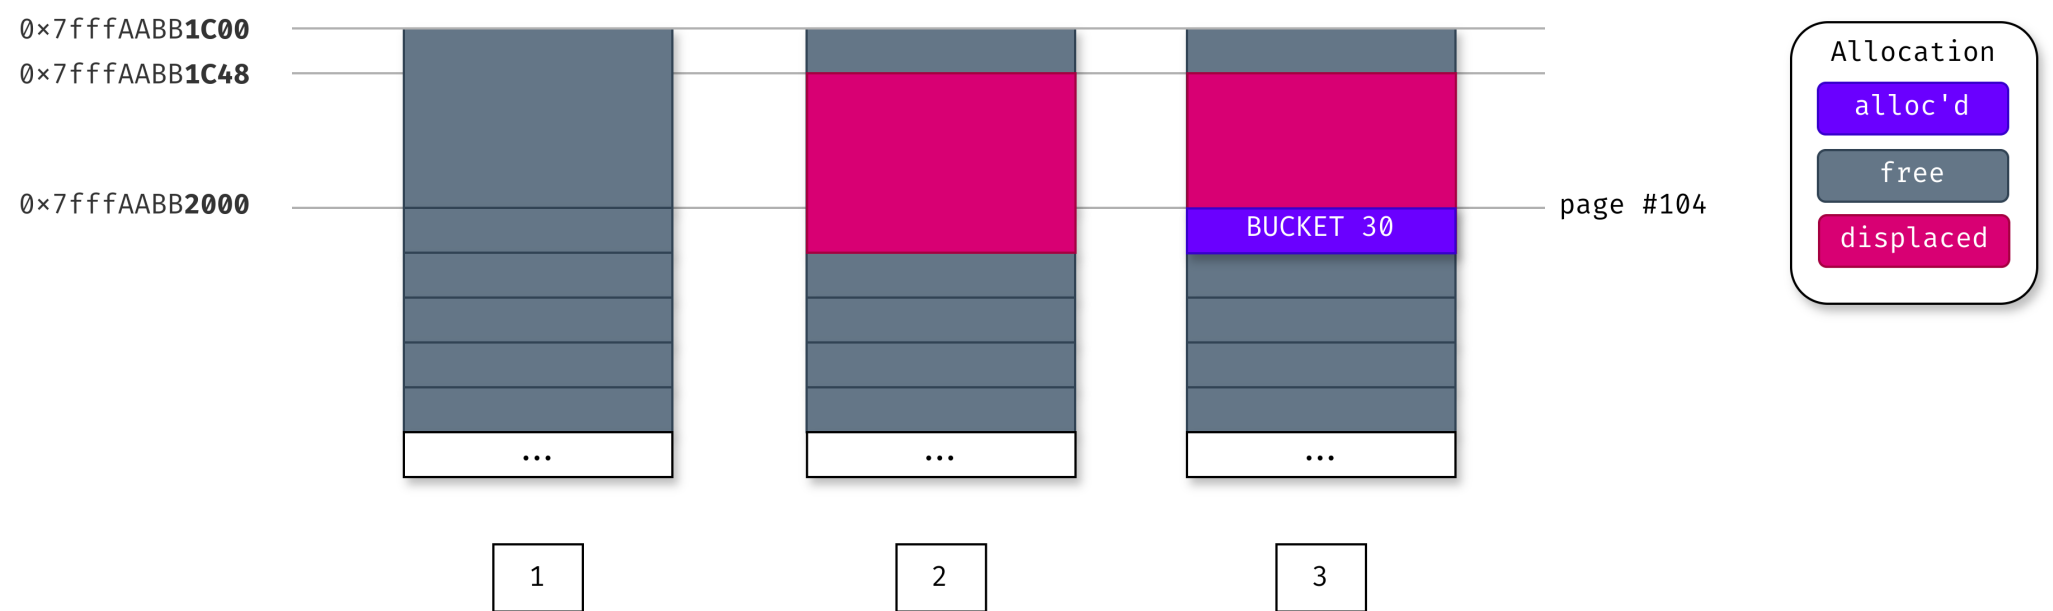 0×7fffAABB1C00
0×7fffAABB1C48
0×7fffAABB2000
BUCKET 30
page #104
...
...
...
1
2
3
Allocation
alloc'd
free
displaced